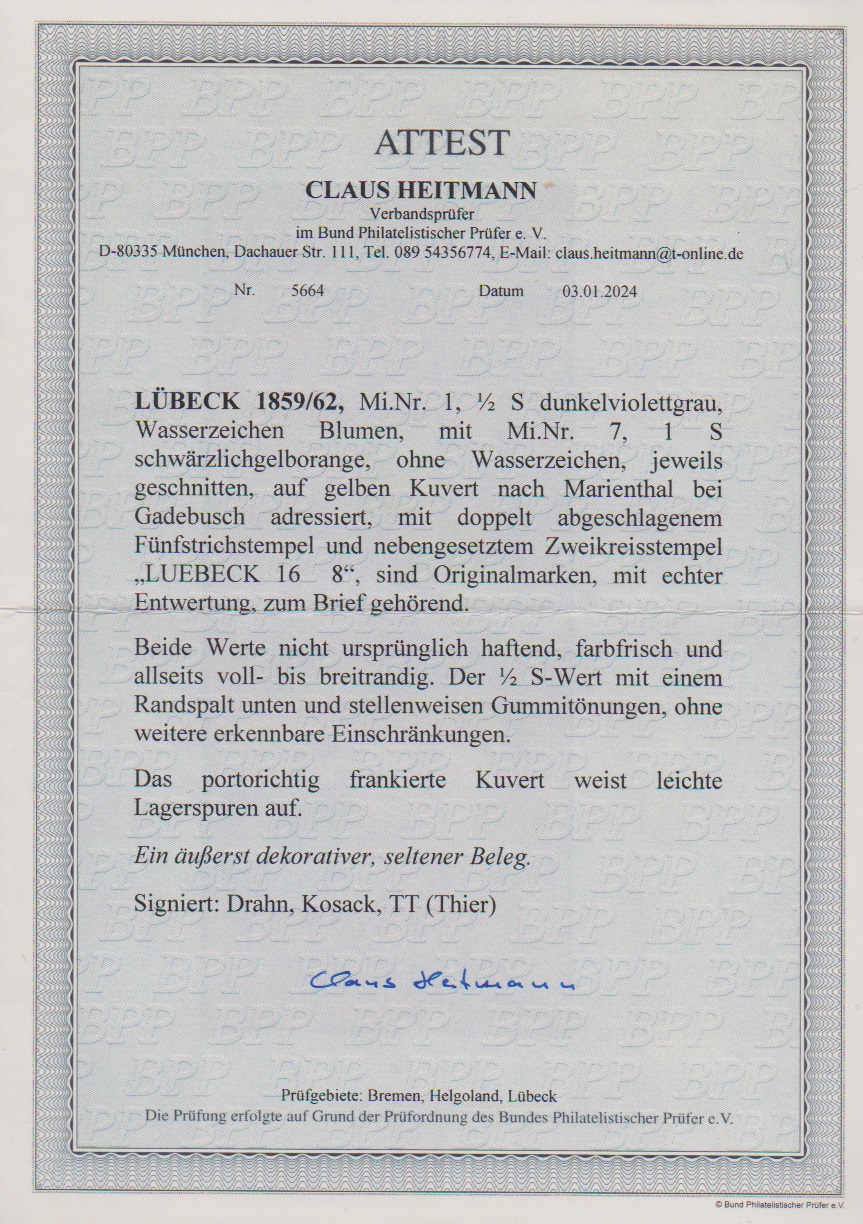 ATTEST
CLAUS HEITMANN
Verbandsprüfer
im Bund Philatelistischer Prüfer e. V.
D-80335 München, Dachauer Str. 111, Tel. 089 54356774, E-Mail: claus.heitmann@t-online.de
Nr. 5664 Datum 03.01.2024
LÜBECK 1859/62, Mi.Nr. 1, ½ S dunkelviolettgrau,
Wasserzeichen Blumen, mit Mi.Nr. 7, 1 S
schwärzlichgelborange, ohne Wasserzeichen, jeweils
geschnitten, auf gelben Kuvert nach Marienthal bei
Gadebusch adressiert, mit doppelt abgeschlagenem
Fünfstrichstempel und nebengesetztem Zweikreisstempel
„LUEBECK 16 8“, sind Originalmarken, mit echter
Entwertung, zum Brief gehörend.
Beide Werte nicht ursprünglich haftend, farbfrisch und
allseits voll- bis breitrandig. Der ½ S-Wert mit einem
Randspalt unten und stellenweisen Gummitönungen, ohne
weitere erkennbare Einschränkungen.
Das portorichtig frankierte Kuvert weist leichte
Lagerspuren auf.
Ein äußerst dekorativer, seltener Beleg.
Signiert: Drahn, Kosack, TT (Thier)
Claus Heitmann
Prüfgebiete: Bremen, Helgoland, Lübeck
Die Prüfung erfolgte auf Grund der Prüfordnung des Bundes Philatelistischer Prüfer e.V.
© Bund Philatelistischer Prüfer e.V.